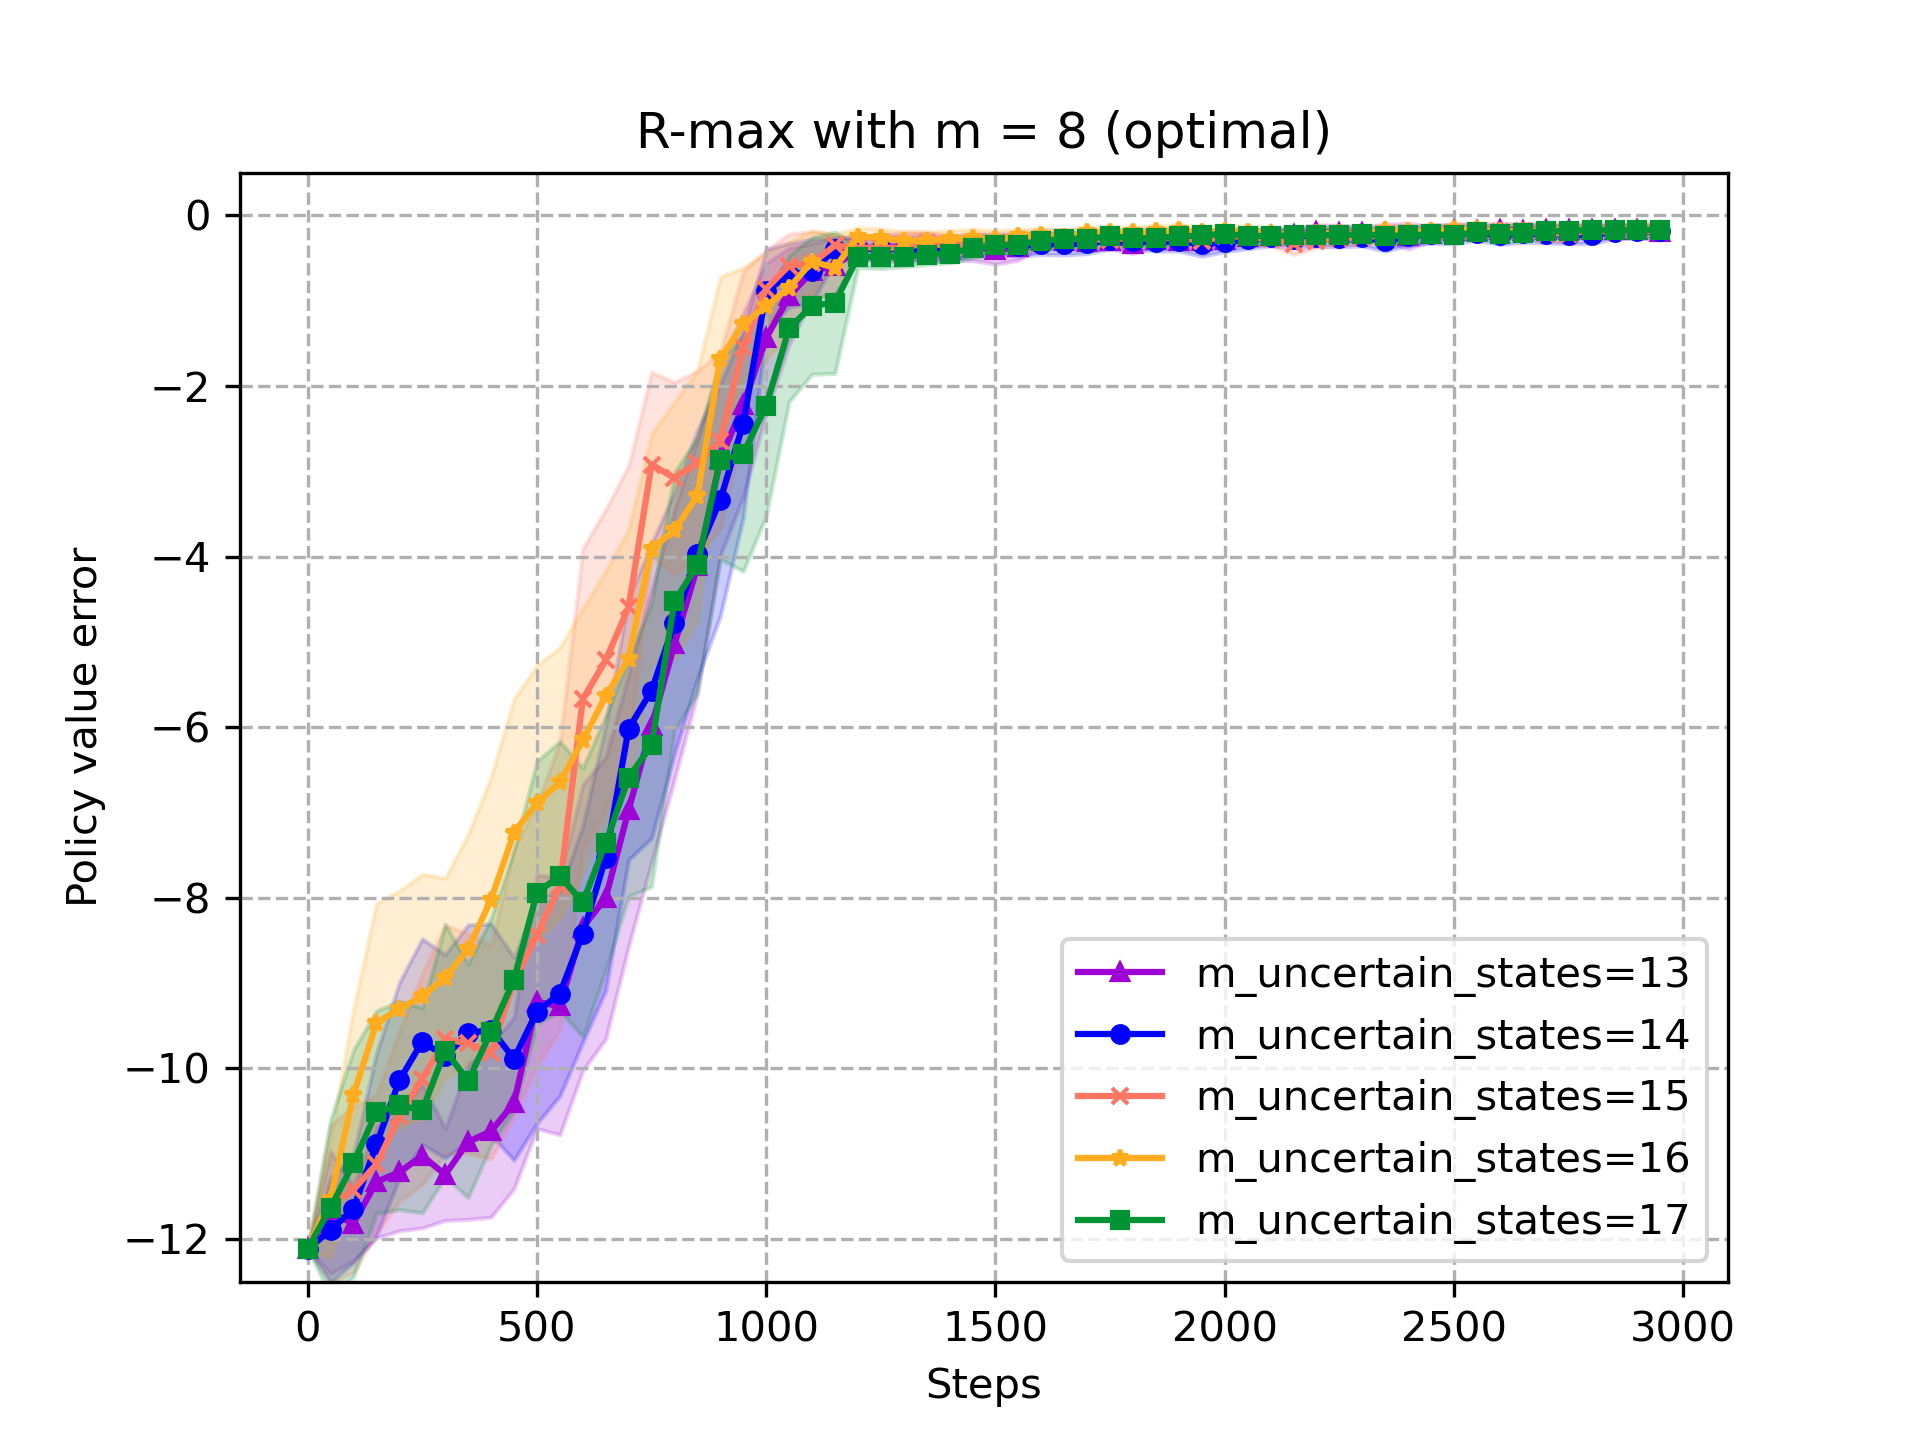 R-max with m = 8 (optimal)
Policy value error
0
−2
−4
−6
−8
−10
−12
m_uncertain_states=13
m_uncertain_states=14
m_uncertain_states=15
m_uncertain_states=16
m_uncertain_states=17
0 500 1000 1500 2000 2500 3000
Steps